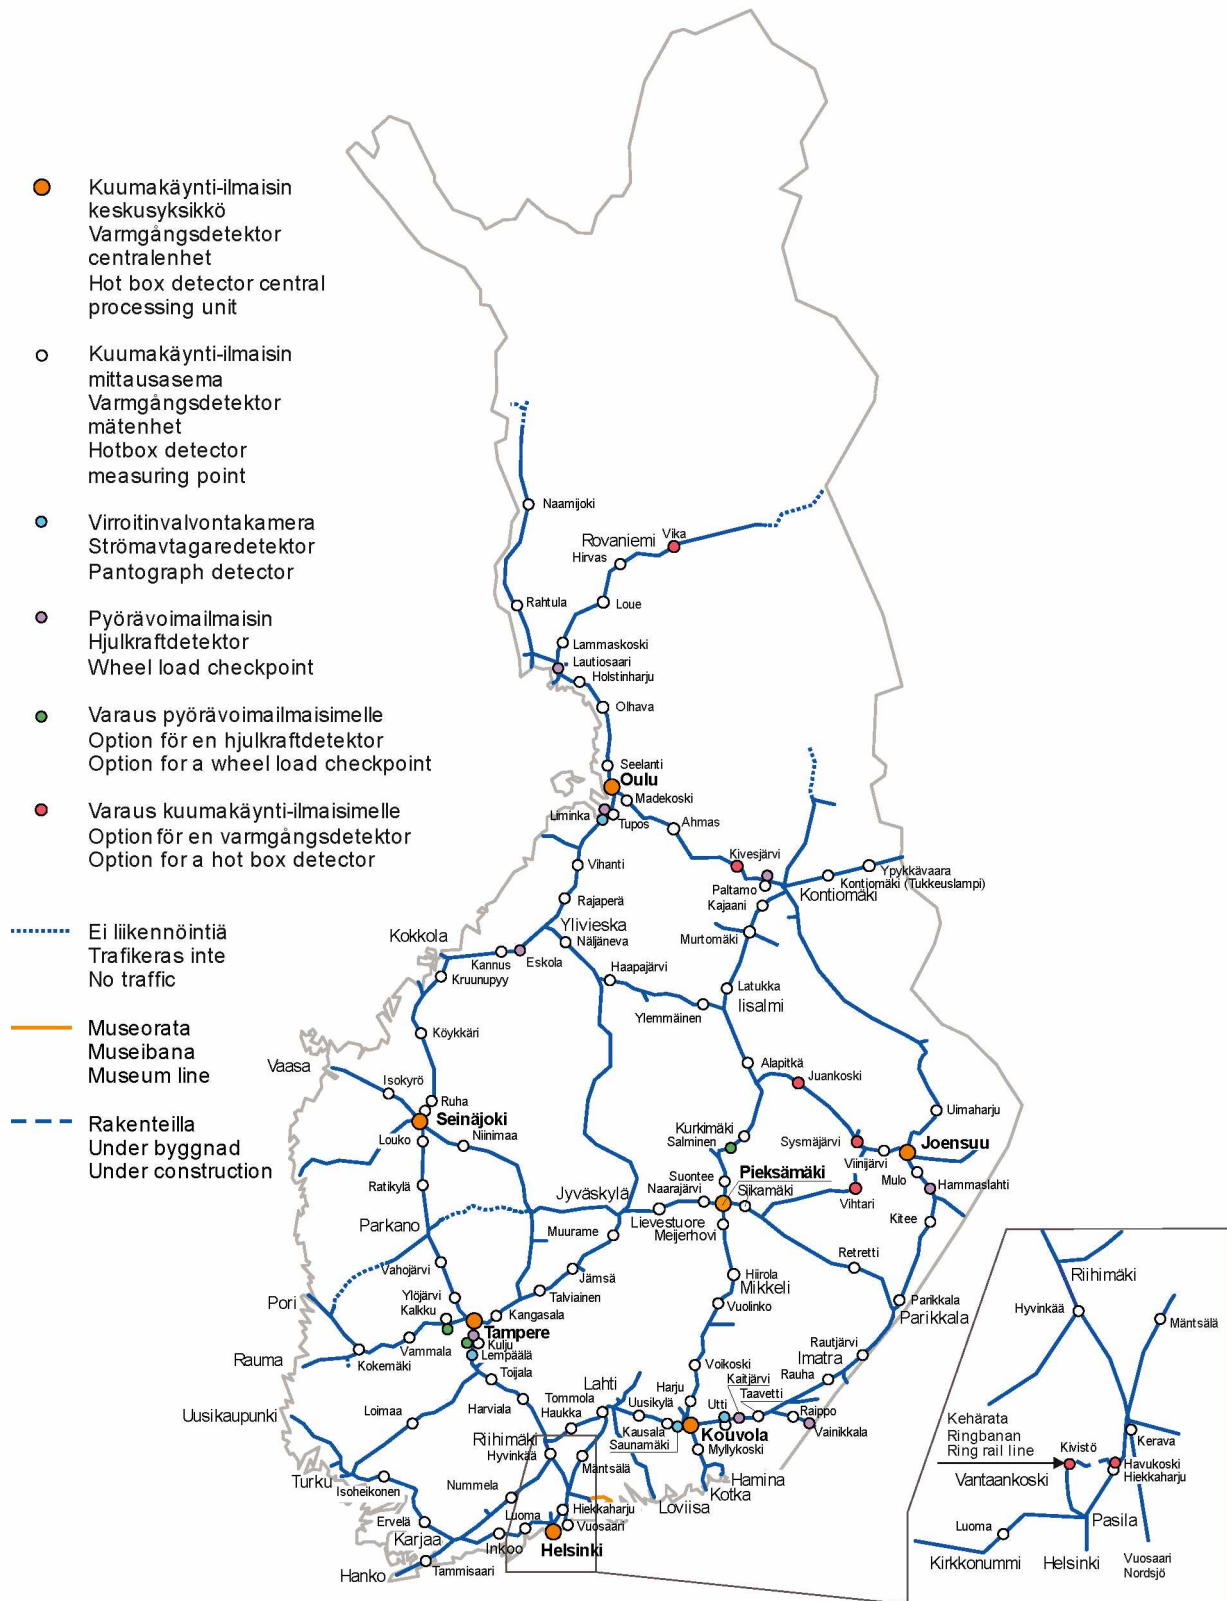 Kuumakäynti-ilmaisin
keskusyksikkö
Varmgångsdetektor
centralenhet
Hot box detector central
processing unit
Kuumakäynti-ilmaisin
mittausasema
Varmgångsdetektor
mätenhet
Hotbox detector
measuring point
Virroitinvalvontakamera
Strömavtagaredetektor
Pantograph detector
Pyörävoimailmaisin
Hjulkraftdetektor
Wheel load checkpoint
Varaus pyörävoimailmaisimelle
Option för en hjulkraftdetektor
Option for a wheel load checkpoint
Varaus kuumakäynti-ilmaisimelle
Option för en varmgångsdetektor
Option for a hot box detector
Ei liikennöintiä
Trafikeras inte
No traffic
Museorata
Museibana
Museum line
Rakenteilla
Under byggnad
Under construction
Naamijoki
Rovaniemi
Vika
Hirvas
Rahtula
Loue
Lammaskoski
Lautiosaari
Holstinharju
Olhava
Seelanti
Oulu
Madekoski
Liminka
Tupos
Ahmas
Vihanti
Kivesjärvi
Ypykkävaara
Paltamo
Kontiomäki (Tukkeuslampi)
Kontiomäki
Kajaani
Rajaperä
Ylivieska
Kokkola
Näljäneva
Murtomäki
Kannus
Eskola
Kruunupyy
Haapajärvi
Latukka
Iisalmi
Ylemmäinen
Köykkäri
Vaasa
Isokyrö
Alapitkä
Juankoski
Ruha
Seinäjoki
Uimaharju
Kurkimäki
Salminen
Sysmäjärvi
Joensuu
Louko
Niinimaa
Viinijärvi
Mulo
Hammaslahti
Suontee
Pieksämäki
Naarajärvi
Siikamäki
Vihtari
Ratikylä
Jyväskylä
Kitee
Parkano
Lievestuore
Meijerhovi
Muurame
Retretti
Vahojärvi
Jämsä
Hiirola
Mikkeli
Talviainen
Vuolinko
Parikkala
Parikkala
Pori
Ylöjärvi
Kalkku
Kangasala
Tampere
Kulju
Lempäälä
Vammala
Rauma
Kokemäki
Rautjärvi
Imatra
Rauha
Voikoski
Kaitjärvi
Taavetti
Toijala
Lahti
Tommola
Harju
Utti
Uusikylä
Haukka
Harviala
Loimaa
Uusikaupunki
Raippo
Vainikkala
Kausala
Kouvola
Saunamäki
Myllykoski
Riihimäki
Hyvinkää
Mäntsälä
Hamina
Kotka
Loviisa
Turku
Isoheikonen
Nummela
Hiekkaharju
Luoma
Vuosaari
Ervelä
Karjaa
Inkoo
Helsinki
Tammisaari
Hanko
Riihimäki
Hyvinkää
Mäntsälä
Kehärata
Ringbanan
Ring rail line
Kivistö
Kerava
Havukoski
Hiekkaharju
Vantaankoski
Luoma
Pasila
Kirkkonummi
Helsinki
Vuosaari
Nordsjö